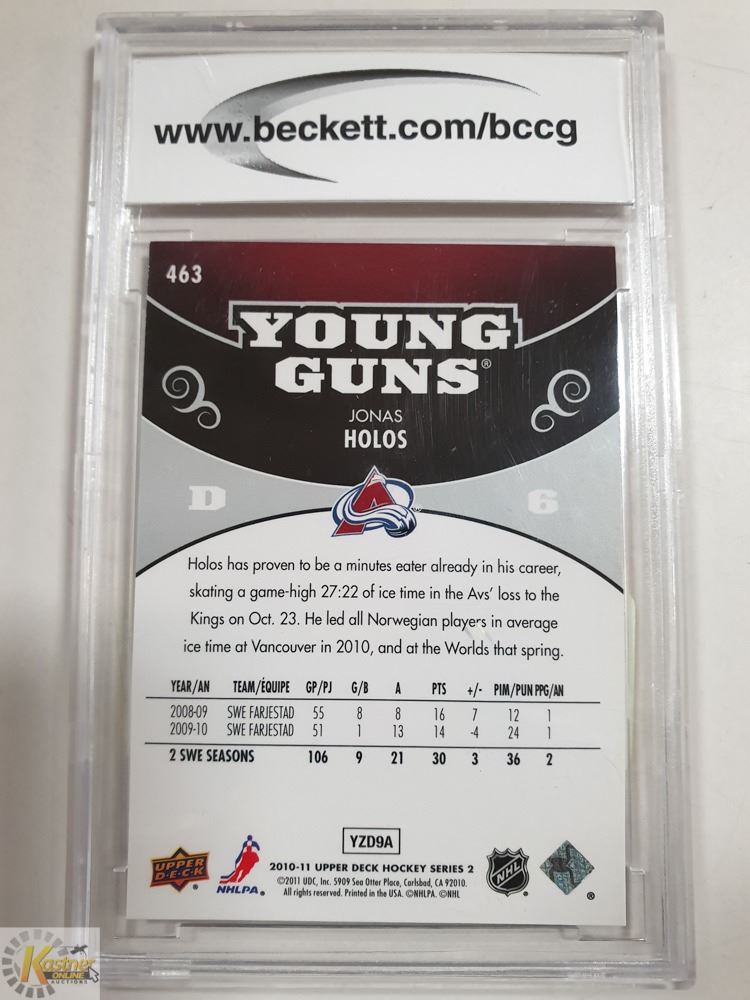 www.beckett.com/bccg
463
YOUNG
GUNS®
JONAS
HOLOS
D 6
A
Holos has proven to be a minutes eater already in his career,
skating a game-high 27:22 of ice time in the Avs' loss to the
Kings on Oct. 23. He led all Norwegian players in average
ice time at Vancouver in 2010, and at the Worlds that spring.
YEAR/AN TEAM/ÉQUIPE GP/PJ G/B A PTS +/- PIM/PUN PPG/AN
2008-09 SWE FARJESTAD 55 8 8 16 7 12 1
2009-10 SWE FARJESTAD 51 1 13 14 -4 24 1
2 SWE SEASONS 106 9 21 30 3 36 2
YZD9A
UPPER
DECK ®
NHLPA.
2010-11 UPPER DECK HOCKEY SERIES 2
©2011 UDC, Inc. 5909 Sea Otter Place, Carlsbad, CA 92010.
All rights reserved. Printed in the USA. ©NHLPA. ©NHL
NHL
®
Kastner
ONLINE
AUCTIONS